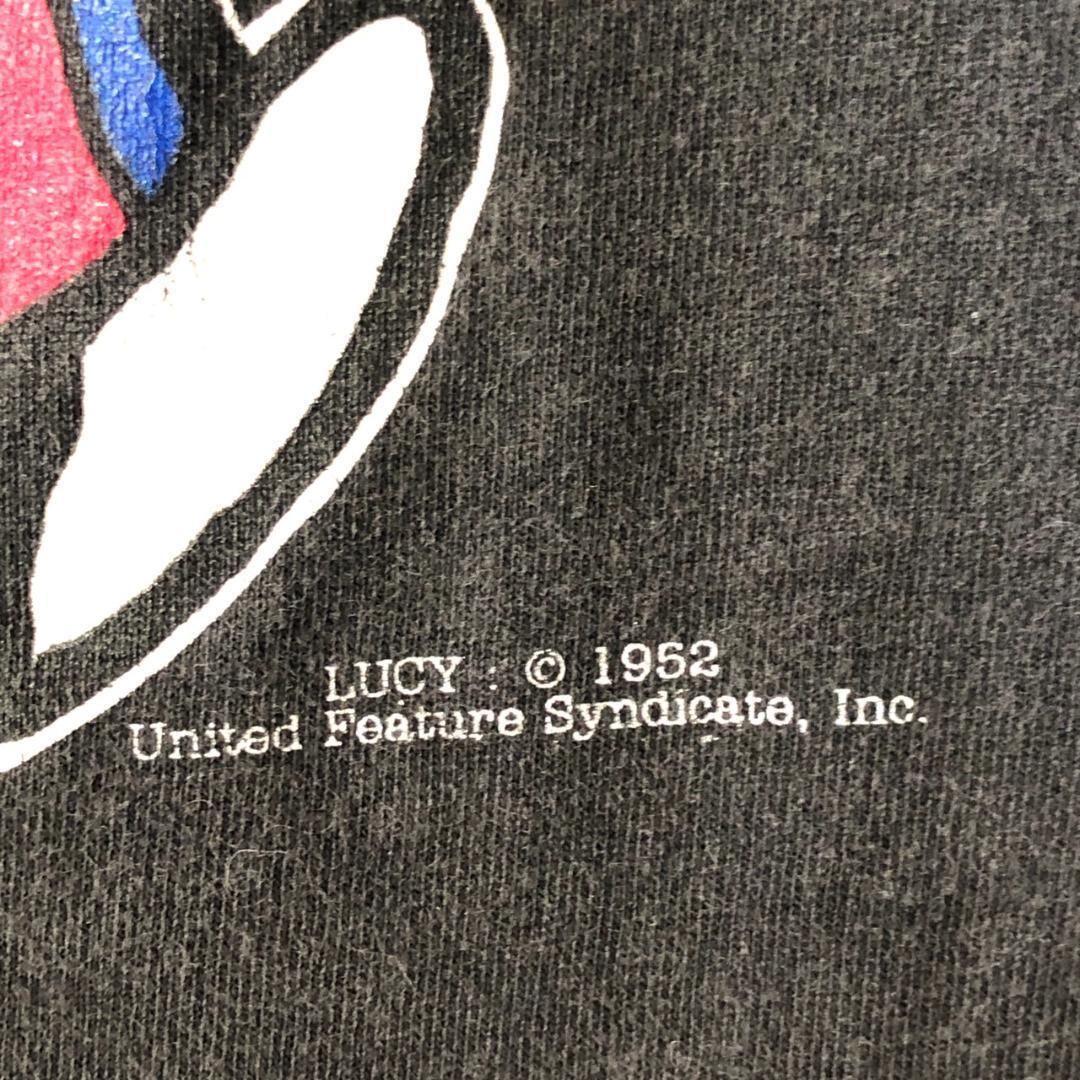 LUCY : © 1952
United Feature Syndicate, Inc.